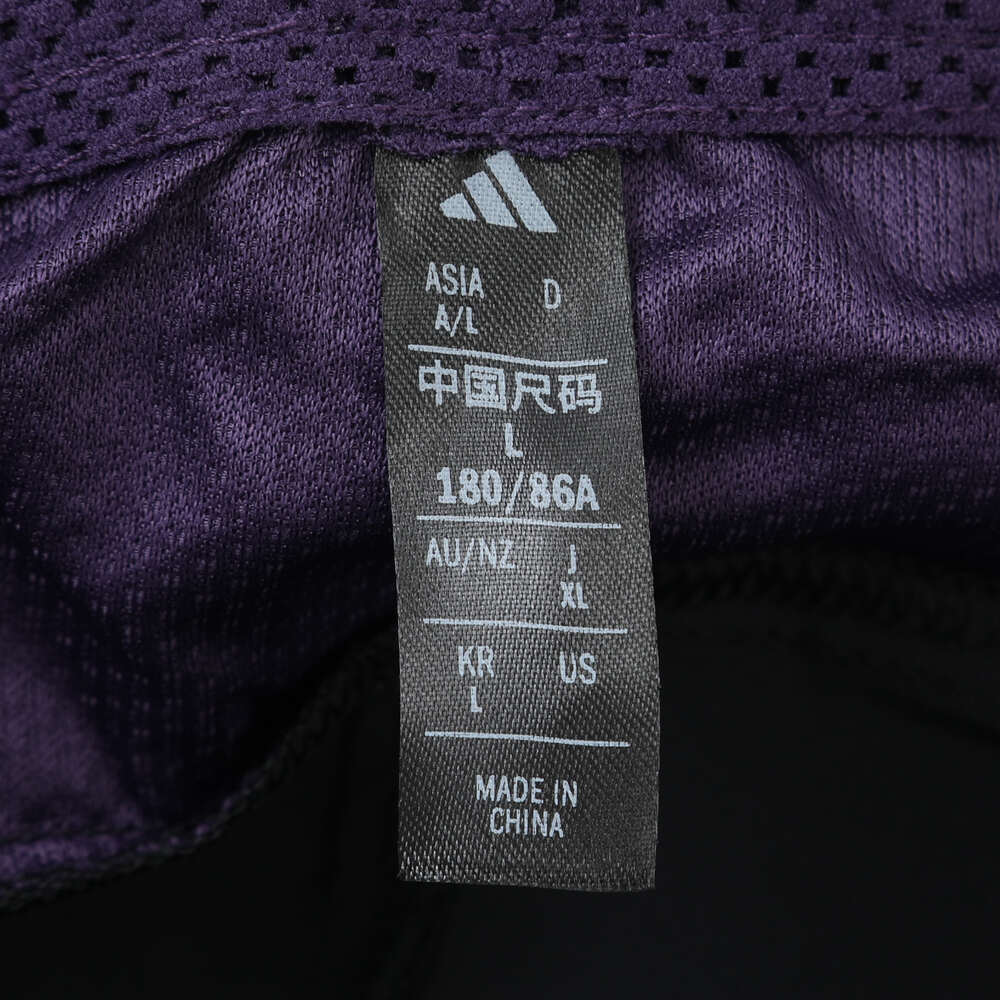 ASIA D
A/L
中国尺码
L
180/86A
AU/NZ J
XL
KR US
L
MADE IN
CHINA